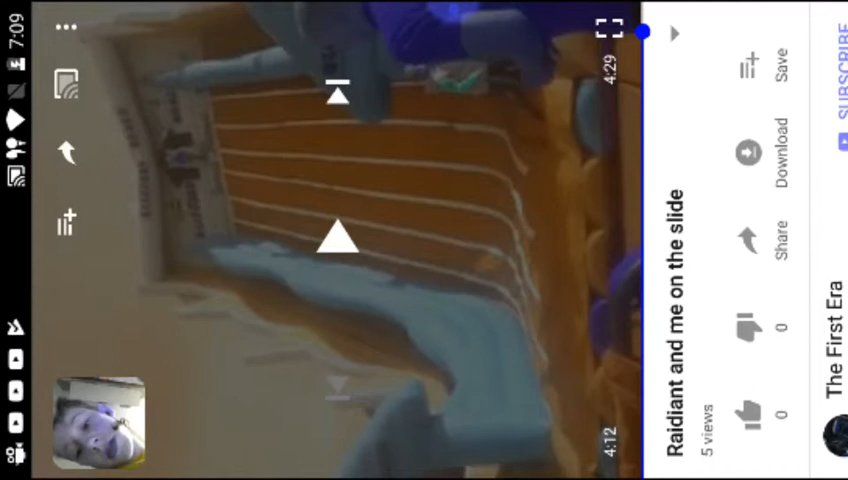 7:09
4:12
4:29
Raidiant and me on the slide
5 views
0
0
Share
Download
Save
The First Era
SUBSCRIBE